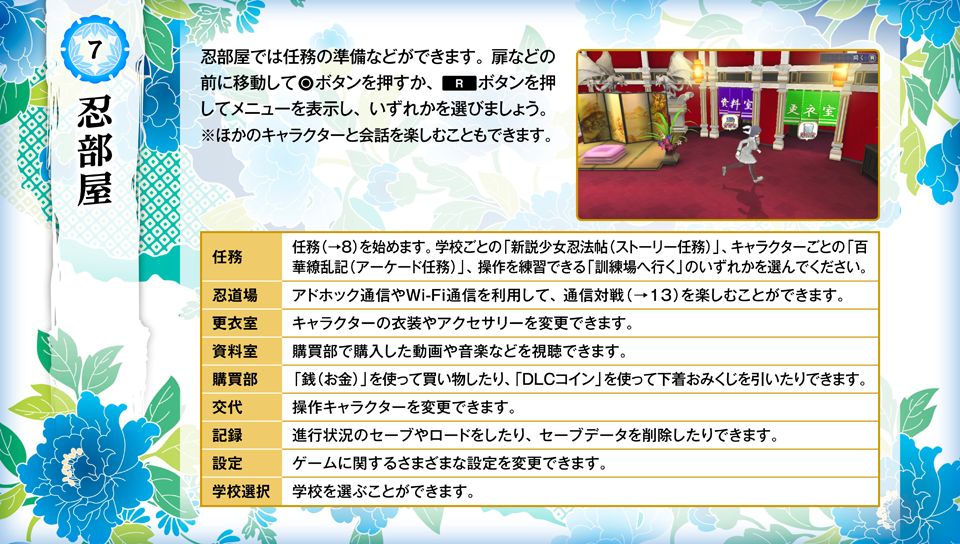 7
忍部屋
忍部屋では任務の準備などができます。扉などの
前に移動して◉ボタンを押すか、Rボタンを押
してメニューを表示し、いずれかを選びましょう。
※ほかのキャラクターと会話を楽しむこともできます。
資料室
更衣室
任務
任務（→8）を始めます。学校ごとの「新説少女忍法帖（ストーリー任務）」、キャラクターごとの「百
華繚乱記（アーケード任務）」、操作を練習できる「訓練場へ行く」のいずれかを選んでください。
忍道場
アドホック通信やWi-Fi通信を利用して、通信対戦（→13）を楽しむことができます。
更衣室
キャラクターの衣装やアクセサリーを変更できます。
資料室
購買部で購入した動画や音楽などを視聴できます。
購買部
「銭（お金）」を使って買い物したり、「DLCコイン」を使って下着おみくじを引いたりできます。
交代
操作キャラクターを変更できます。
記録
進行状況のセーブやロードをしたり、セーブデータを削除したりできます。
設定
ゲームに関するさまざまな設定を変更できます。
学校選択
学校を選ぶことができます。